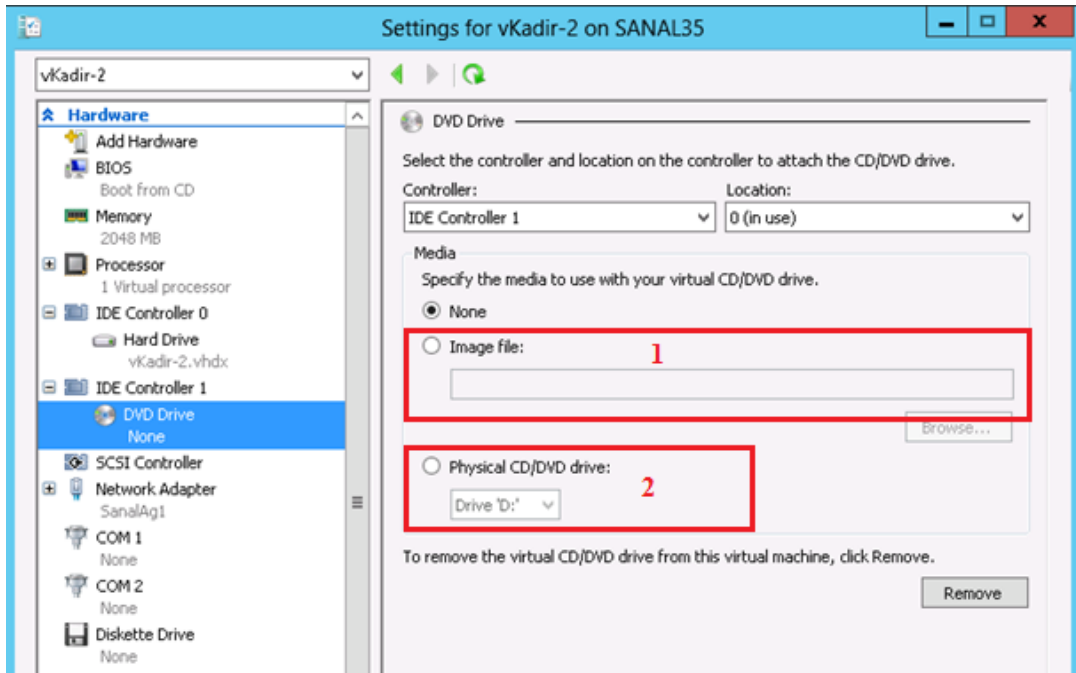 Settings for vKadir-2 on SANAL35
vKadir-2
Hardware
Add Hardware
BIOS
Boot from CD
Memory
2048 MB
Processor
1 Virtual processor
IDE Controller 0
Hard Drive
vKadir-2.vhdx
IDE Controller 1
DVD Drive
None
SCSI Controller
Network Adapter
SanalAg1
COM 1
None
COM 2
None
Diskette Drive
None
DVD Drive
Select the controller and location on the controller to attach the CD/DVD drive.
Controller: Location:
IDE Controller 1 0 (in use)
Media
Specify the media to use with your virtual CD/DVD drive.
None
Image file: 1
Browse...
Physical CD/DVD drive: 2
Drive 'D:'
To remove the virtual CD/DVD drive from this virtual machine, click Remove.
Remove